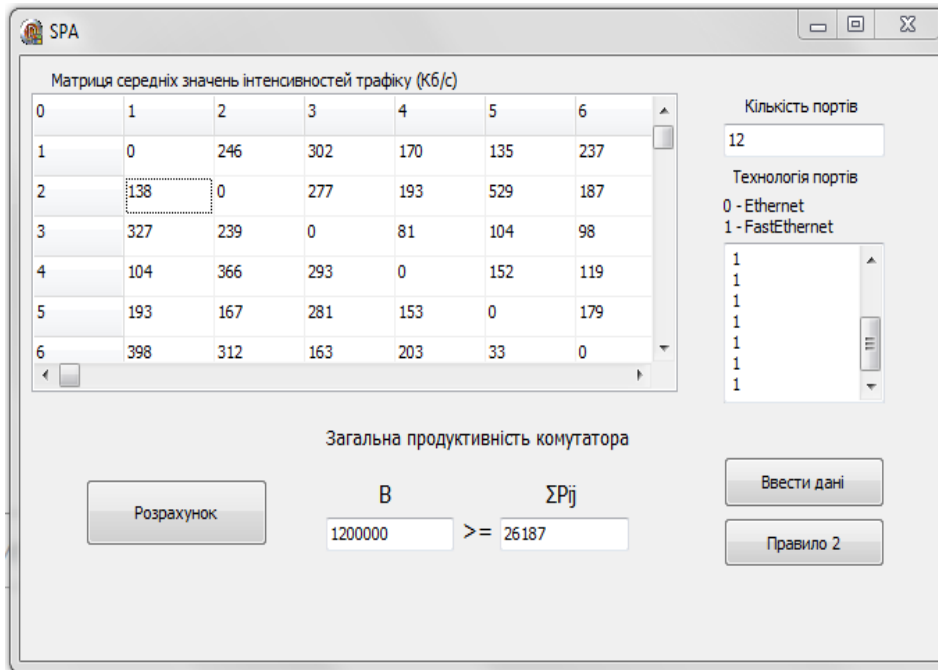 SPA
Матриця середніх значень інтенсивностей трафіку (Кб/с)
0 1 2 3 4 5 6
1 0 246 302 170 135 237
2 138 0 277 193 529 187
3 327 239 0 81 104 98
4 104 366 293 0 152 119
5 193 167 281 153 0 179
6 398 312 163 203 33 0
Кількість портів
12
Технологія портів
0 - Ethernet
1 - FastEthernet
1
1
1
1
1
1
1
Загальна продуктивність комутатора
Розрахунок
B ΣPij
1200000 >= 26187
Ввести дані
Правило 2